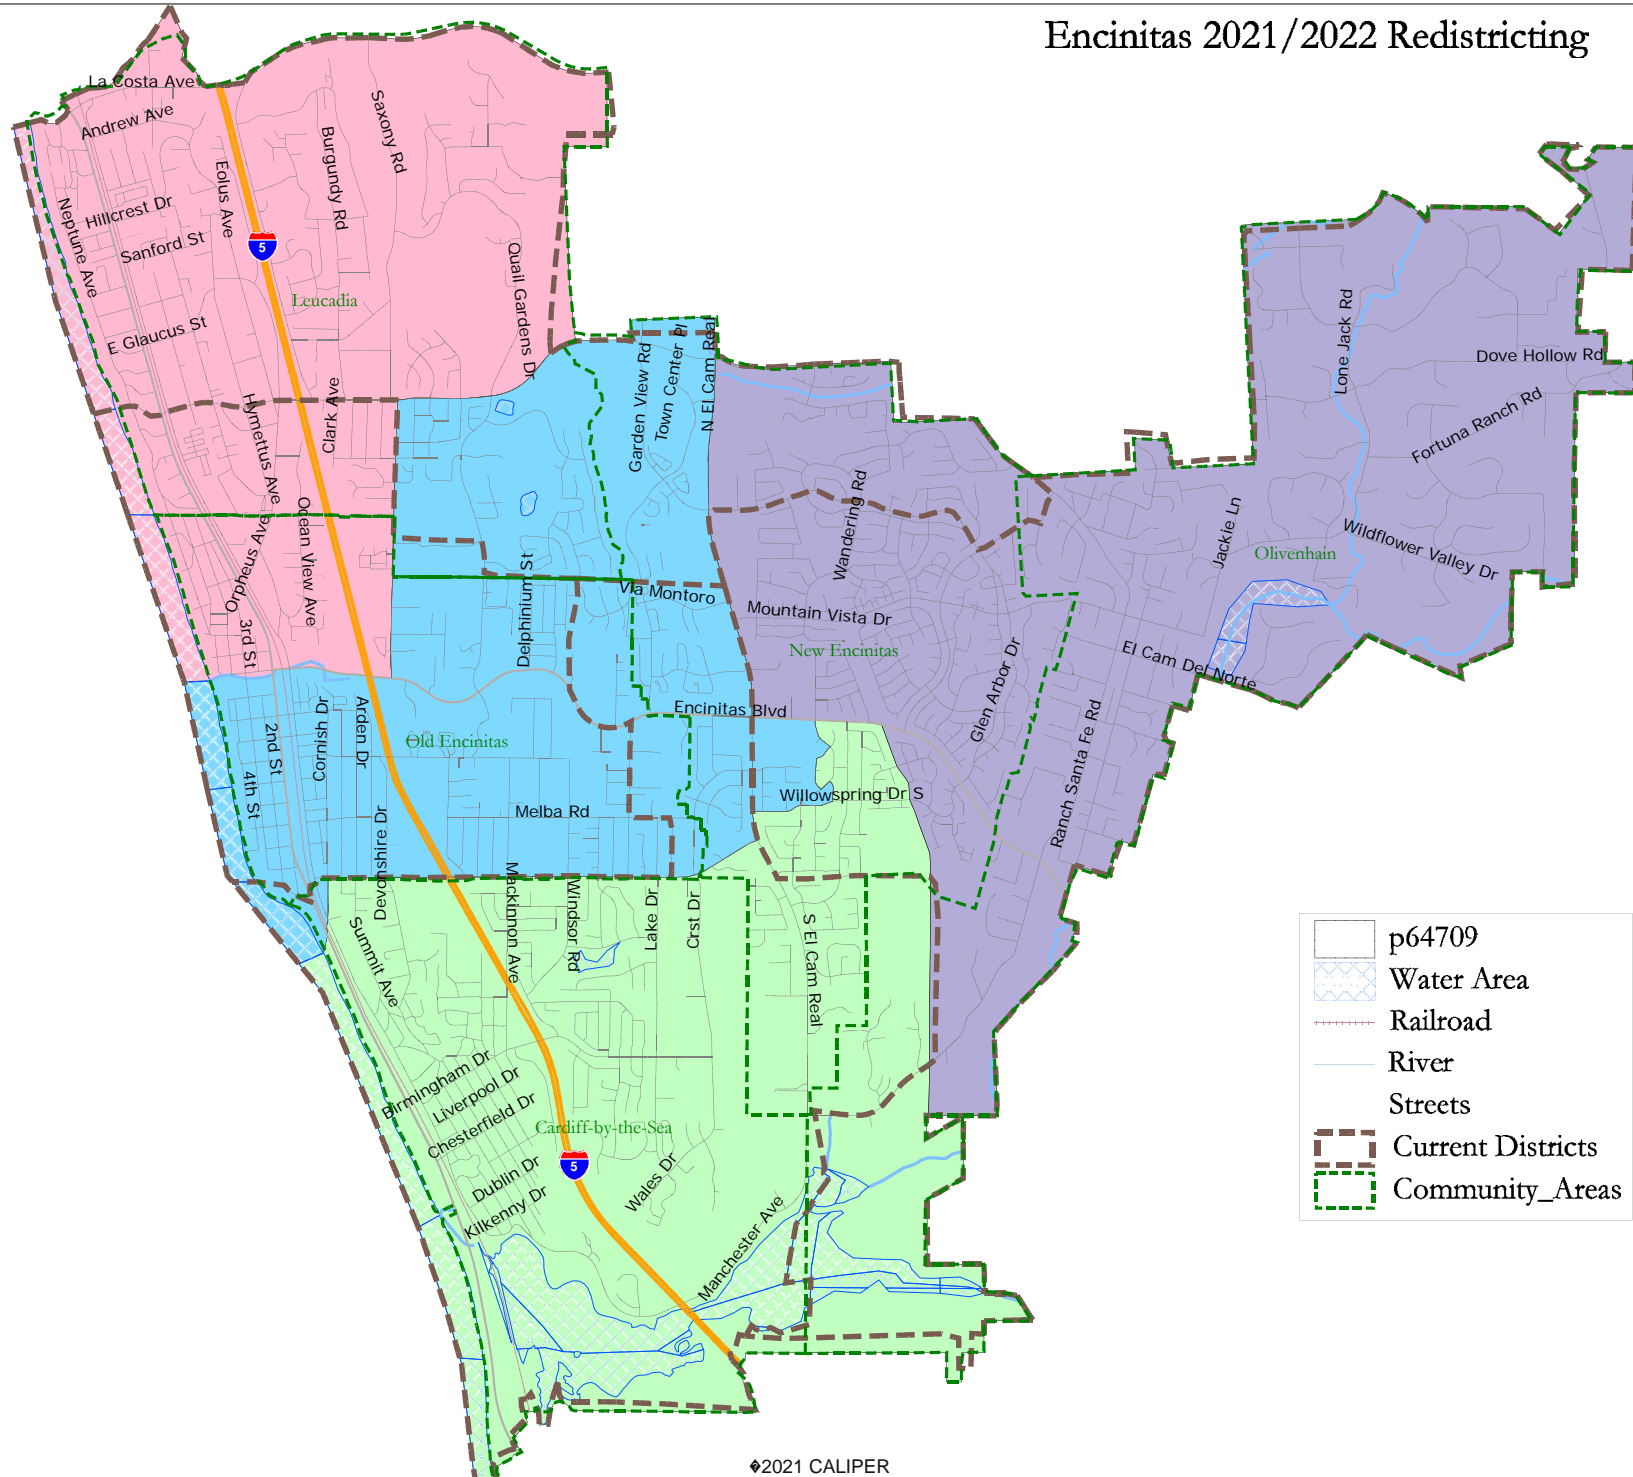 Encinitas 2021/2022 Redistricting
La Costa Ave
Andrew Ave
Saxony Rd
Burgundy Rd
Eolus Ave
Neptune Ave
Hillcrest Dr
Sanford St
5
Quail Gardens Dr
Leucadia
E Glaucus St
Lone Jack Rd
Dove Hollow Rd
Garden View Rd
Town Center Pl
N El Cam Real
Clark Ave
Hymettus Ave
Fortuna Ranch Rd
Wandering Rd
Ocean View Ave
Orpheus Ave
Jackie Ln
Wildflower Valley Dr
Olivenhain
Delphinium St
Via Montoro
Mountain Vista Dr
3rd St
New Encinitas
El Cam Del Norte
Glen Arbor Dr
Encinitas Blvd
Cornish Dr
Arden Dr
2nd St
Old Encinitas
Ranch Santa Fe Rd
4th St
Willowspring Dr S
Melba Rd
Devonshire Dr
Mackinnon Ave
Windsor Rd
Lake Dr
Crst Dr
S El Cam Real
Summit Ave
p64709
Water Area
Railroad
River
Streets
Current Districts
Community_Areas
Birmingham Dr
Liverpool Dr
Chesterfield Dr
Cardiff-by-the-Sea
5
Dublin Dr
Kilkenny Dr
Wales Dr
Manchester Ave
�2021 CALIPER